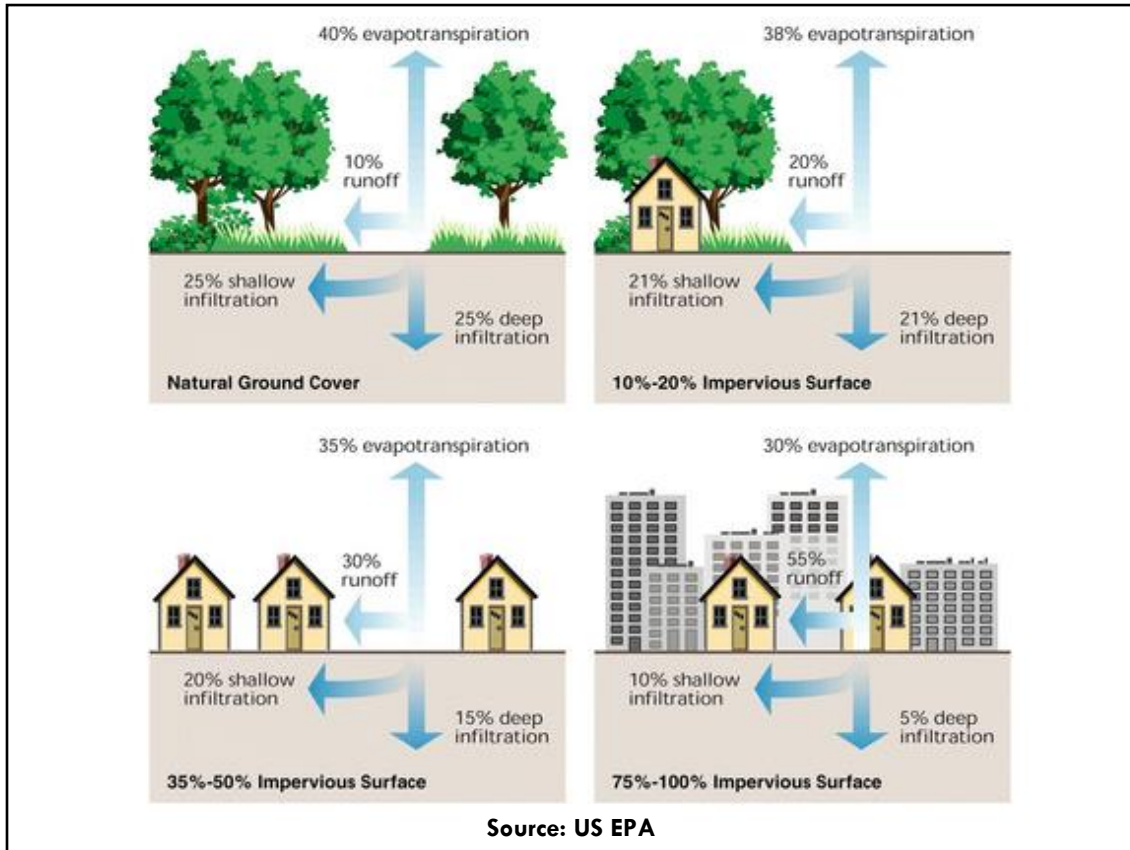 40% evapotranspiration
10%
runoff
25% shallow
infiltration
25% deep
infiltration
Natural Ground Cover
38% evapotranspiration
20%
runoff
21% shallow
infiltration
21% deep
infiltration
10%-20% Impervious Surface
35% evapotranspiration
30%
runoff
20% shallow
infiltration
15% deep
infiltration
35%-50% Impervious Surface
30% evapotranspiration
55%
runoff
10% shallow
infiltration
5% deep
infiltration
75%-100% Impervious Surface
Source: US EPA